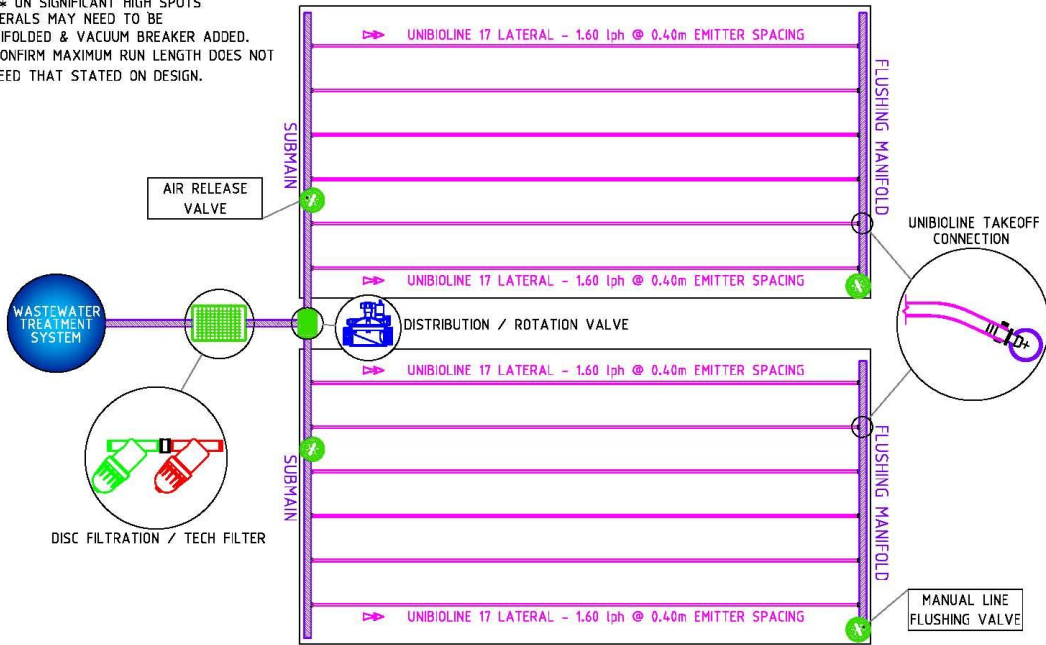 ON SIGNIFICANT HIGH SPOTS
MAY NEED TO BE
& VACUUM BREAKER ADDED.
MAXIMUM RUN LENGTH DOES NOT
THAT STATED ON DESIGN.
UNIBIOLINE 17 LATERAL - 1.60 lph @ 0.40m EMITTER SPACING
SUBMAIN
FLUSHING MANIFOLD
AIR RELEASE
VALVE
UNIBIOLINE TAKEOFF
CONNECTION
UNIBIOLINE 17 LATERAL - 1.60 lph @ 0.40m EMITTER SPACING
WASTEWATER
TREATMENT
SYSTEM
DISTRIBUTION / ROTATION VALVE
UNIBIOLINE 17 LATERAL - 1.60 lph @ 0.40m EMITTER SPACING
SUBMAIN
FLUSHING MANIFOLD
DISC FILTRATION / TECH FILTER
UNIBIOLINE 17 LATERAL - 1.60 lph @ 0.40m EMITTER SPACING
MANUAL LINE
FLUSHING VALVE